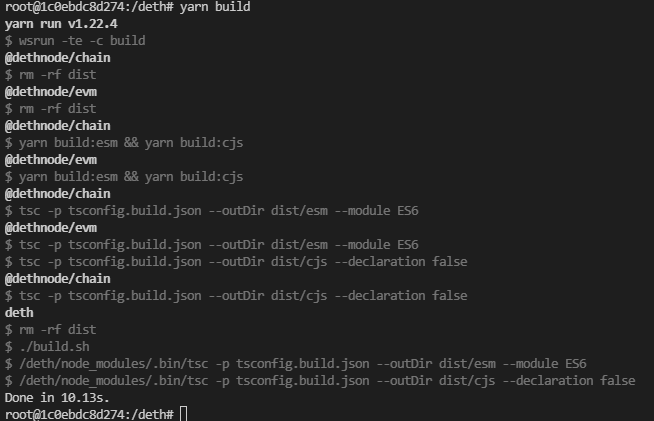 root@1c0ebdc8d274:/deth# yarn build
yarn run v1.22.4
$ wsrun -te -c build
@dethnode/chain
$ rm -rf dist
@dethnode/evm
$ rm -rf dist
@dethnode/chain
$ yarn build:esm && yarn build:cjs
@dethnode/evm
$ yarn build:esm && yarn build:cjs
@dethnode/chain
$ tsc -p tsconfig.build.json --outDir dist/esm --module ES6
@dethnode/evm
$ tsc -p tsconfig.build.json --outDir dist/esm --module ES6
$ tsc -p tsconfig.build.json --outDir dist/cjs --declaration false
@dethnode/chain
$ tsc -p tsconfig.build.json --outDir dist/cjs --declaration false
deth
$ rm -rf dist
$ ./build.sh
$ /deth/node_modules/.bin/tsc -p tsconfig.build.json --outDir dist/esm --module ES6
$ /deth/node_modules/.bin/tsc -p tsconfig.build.json --outDir dist/cjs --declaration false
Done in 10.13s.
root@1c0ebdc8d274:/deth#